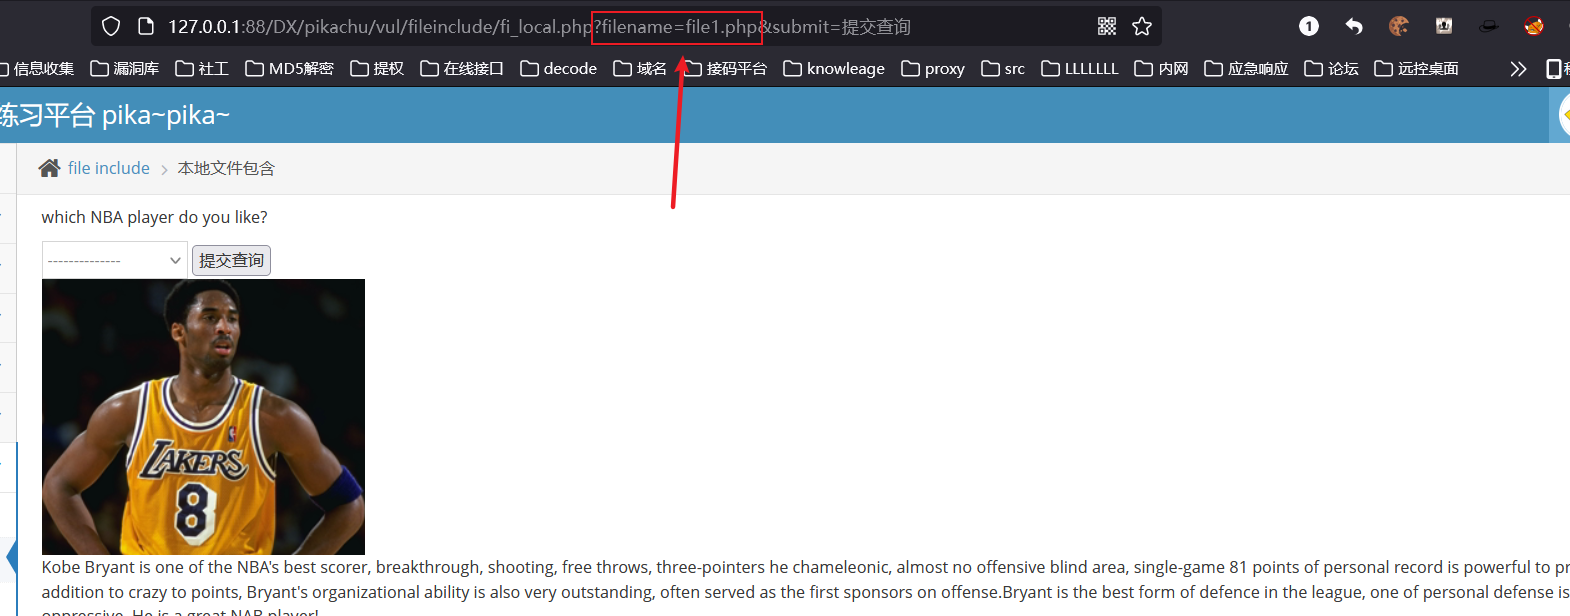 127.0.0.1:88/DX/pikachu/vul/fileinclude/fi_local.php?filename=file1.php&submit=提交查询
1
信息收集 漏洞库 社工 MD5解密 提权 在线接口 decode 域名 接码平台 knowleage proxy src LLLLLLL 内网 应急响应 论坛 远控桌面
练习平台 pika~pika~
file include > 本地文件包含
which NBA player do you like?
-------------- 提交查询
LAKERS
8
Kobe Bryant is one of the NBA's best scorer, breakthrough, shooting, free throws, three-pointers he chameleonic, almost no offensive blind area, single-game 81 points of personal record is powerful to
addition to crazy to points, Bryant's organizational ability is also very outstanding, often served as the first sponsors on offense.Bryant is the best form of defence in the league, one of personal defense is
oppressive. He is a great NAB player!